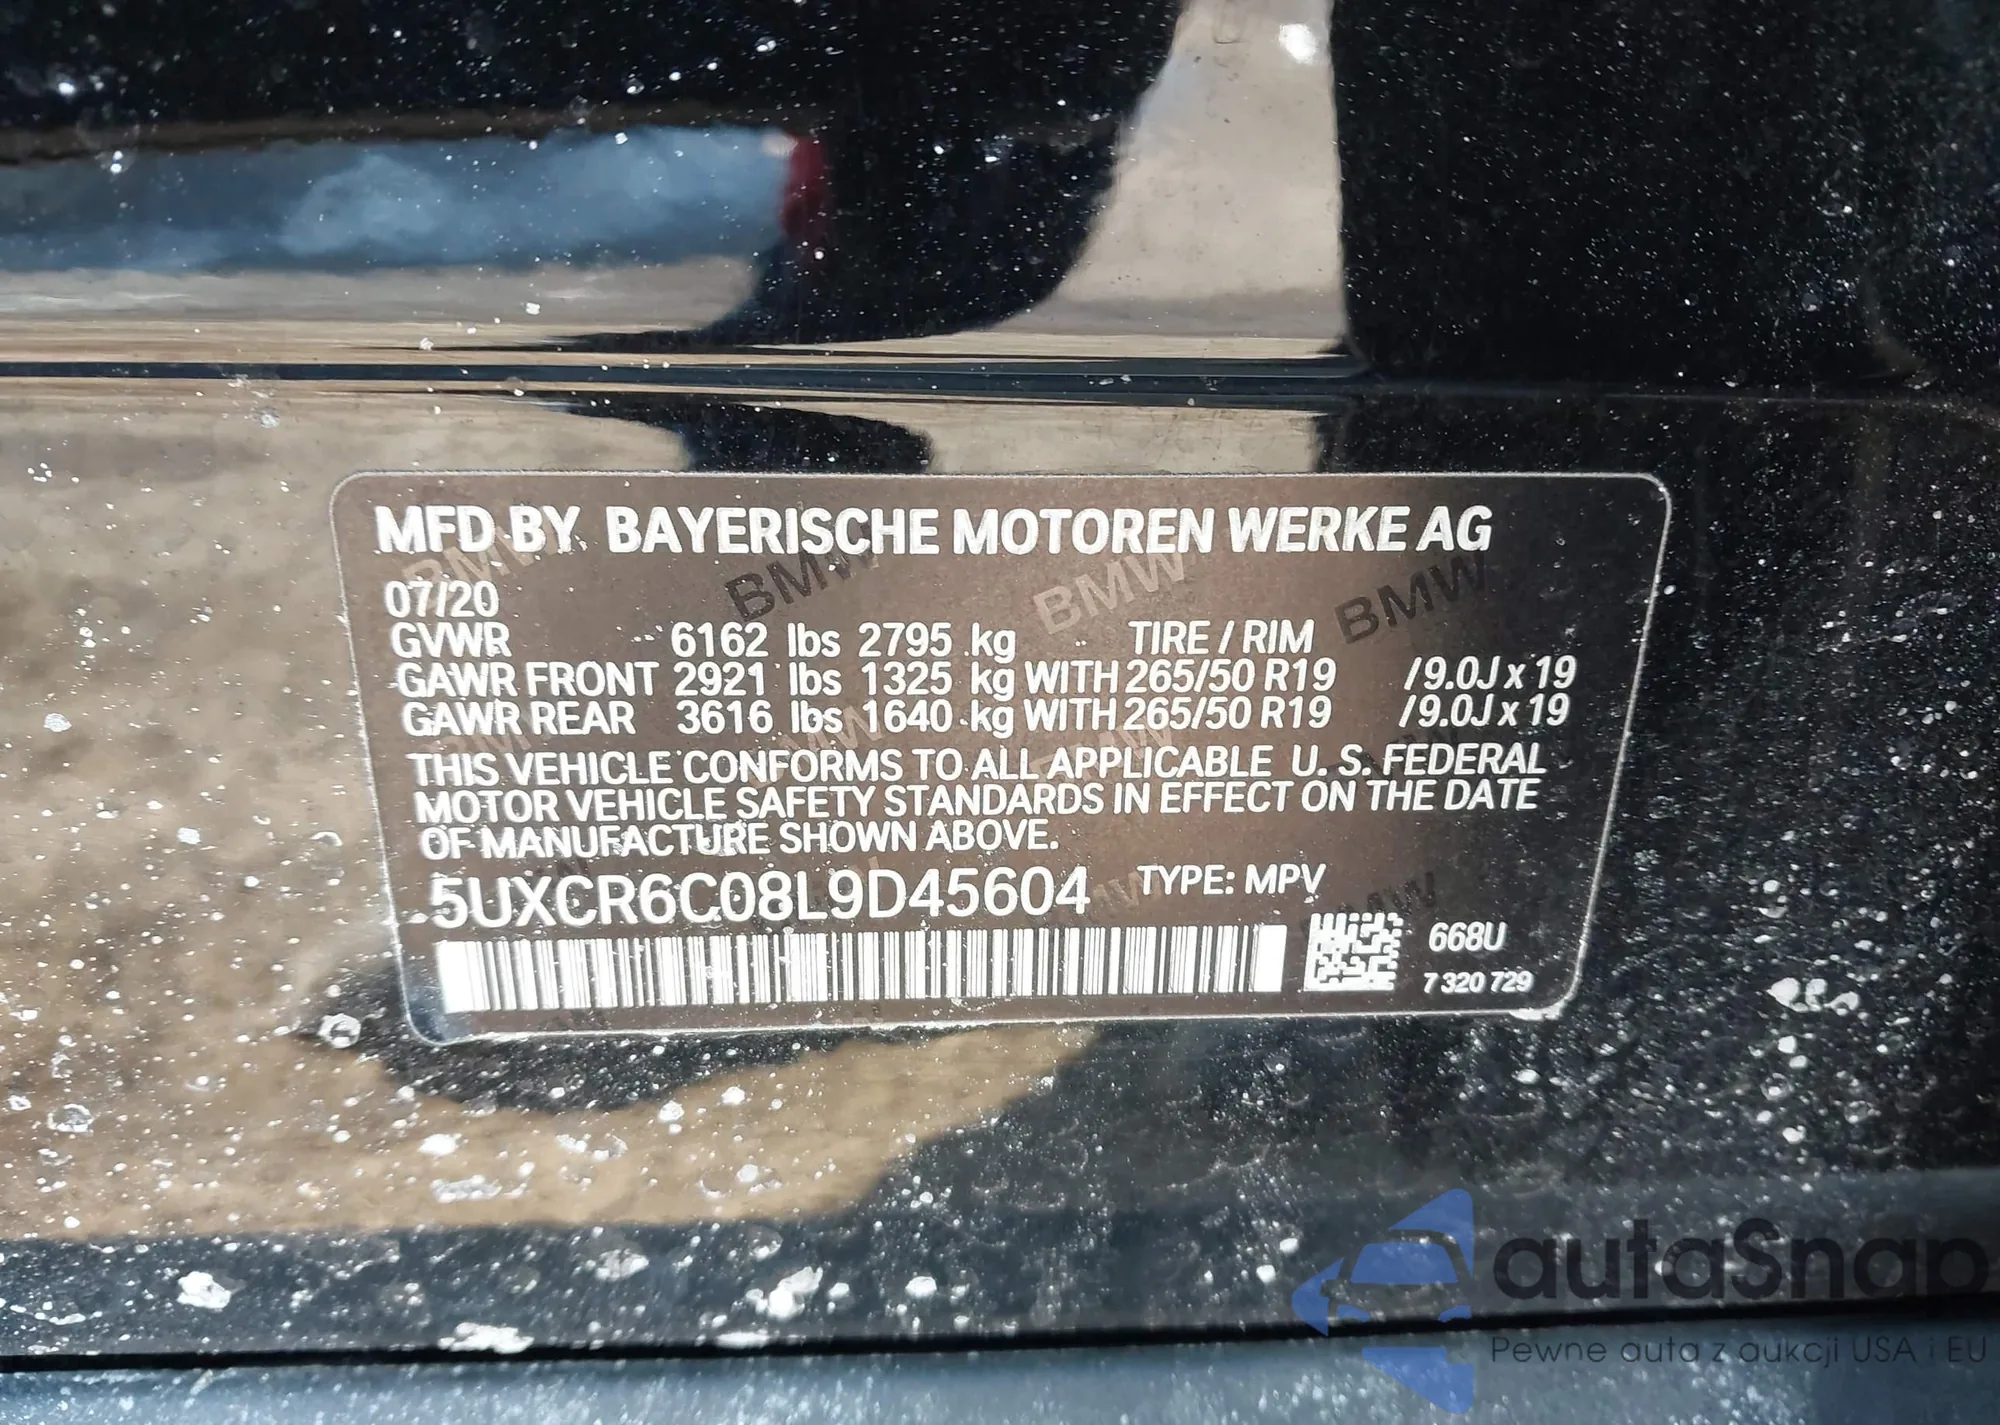 MFD BY. BAYERISCHE MOTOREN WERKE AG
07/20
GVWR 6162 lbs 2795 kg TIRE / RIM
GAWR FRONT 2921 lbs 1325 kg WITH 265/50 R19 / 9.0J x 19
GAWR REAR 3616 lbs 1640 kg WITH 265/50 R19 / 9.0J x 19
THIS VEHICLE CONFORMS TO ALL APPLICABLE U. S. FEDERAL
MOTOR VEHICLE SAFETY STANDARDS IN EFFECT ON THE DATE
OF MANUFACTURE SHOWN ABOVE.
5UXCR6C08L9D45604 TYPE: MPV
668U
7 320 729
BMW BMW BMW BMW
autaSnap
Pewne auta z aukcji USA i EU